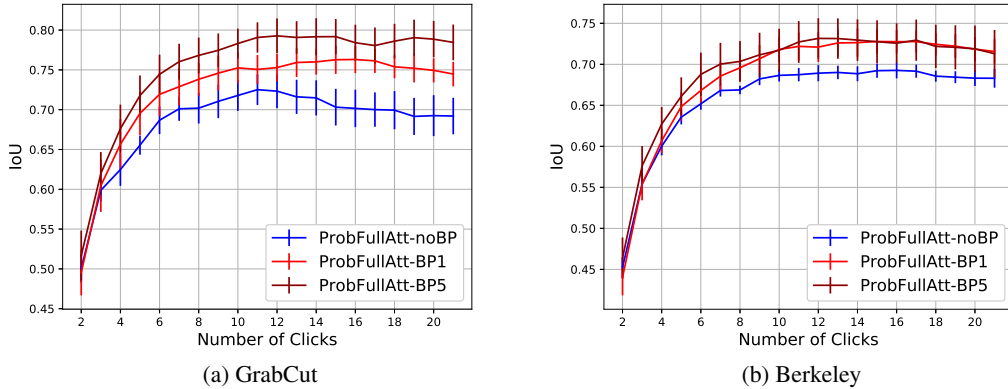 0.80
0.75
0.70
0.65
0.60
0.55
0.50
0.45
IoU
2 4 6 8 10 12 14 16 18 20
Number of Clicks
ProbFullAtt-noBP
ProbFullAtt-BP1
ProbFullAtt-BP5
(a) GrabCut
0.75
0.70
0.65
0.60
0.55
0.50
0.45
IoU
2 4 6 8 10 12 14 16 18 20
Number of Clicks
ProbFullAtt-noBP
ProbFullAtt-BP1
ProbFullAtt-BP5
(b) Berkeley